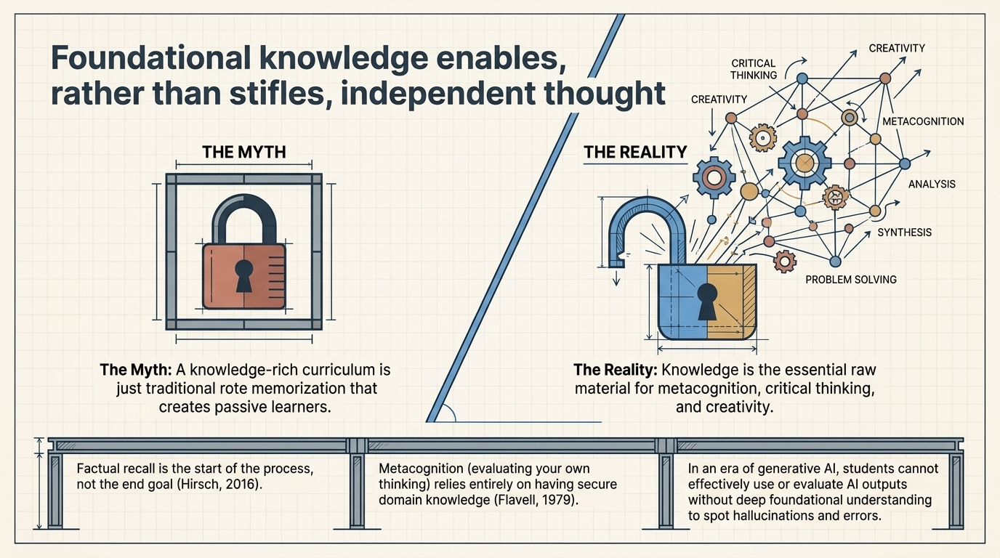 Foundational knowledge enables,
rather than stifles, independent thought
THE MYTH
The Myth: A knowledge-rich curriculum is
just traditional rote memorization that
creates passive learners.
THE REALITY
CREATIVITY
CRITICAL
THINKING
CREATIVITY
METACOGNITION
ANALYSIS
SYNTHESIS
PROBLEM SOLVING
The Reality: Knowledge is the essential raw
material for metacognition, critical thinking,
and creativity.
Factual recall is the start of the process,
not the end goal (Hirsch, 2016).
Metacognition (evaluating your own
thinking) relies entirely on having secure
domain knowledge (Flavell, 1979).
In an era of generative AI, students cannot
effectively use or evaluate AI outputs
without deep foundational understanding
to spot hallucinations and errors.